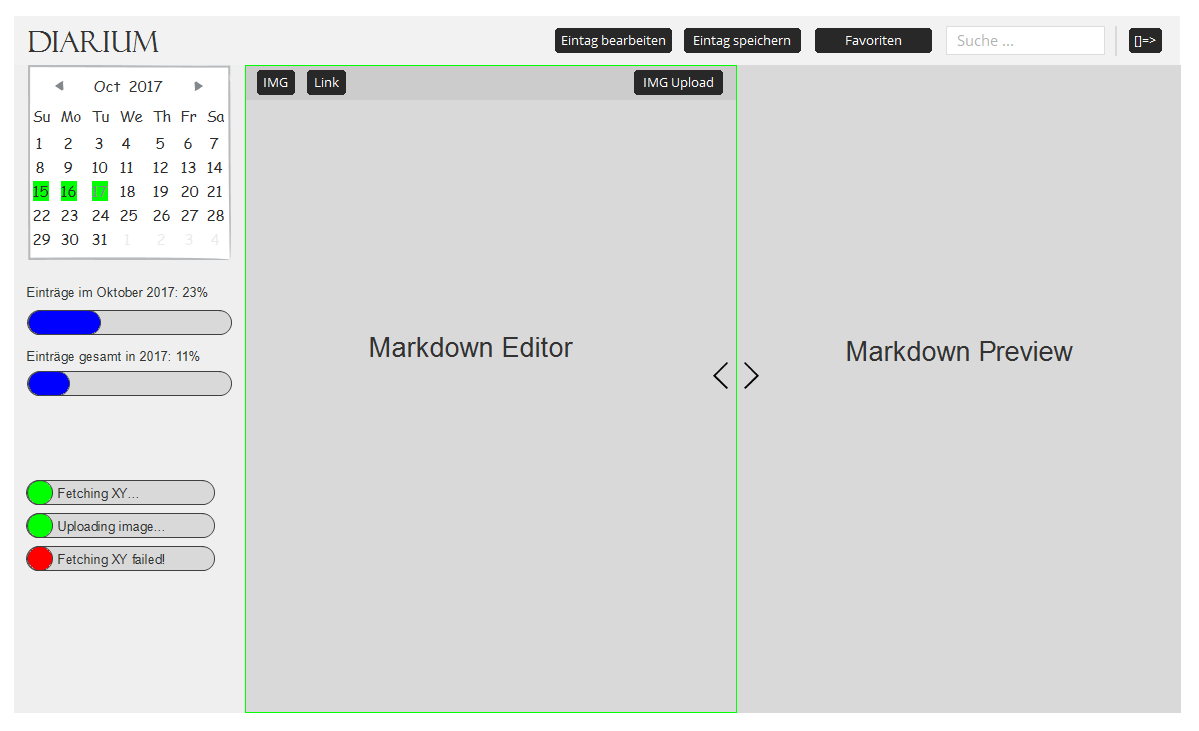 DIARIUM
Eintag bearbeiten Eintag speichern Favoriten Suche ... []=>
Oct 2017
Su Mo Tu We Th Fr Sa
1 2 3 4 5 6 7
8 9 10 11 12 13 14
15 16 17 18 19 20 21
22 23 24 25 26 27 28
29 30 31 1 2 3 4
Einträge im Oktober 2017: 23%
Einträge gesamt in 2017: 11%
Fetching XY...
Uploading image...
Fetching XY failed!
IMG Link IMG Upload
Markdown Editor
Markdown Preview